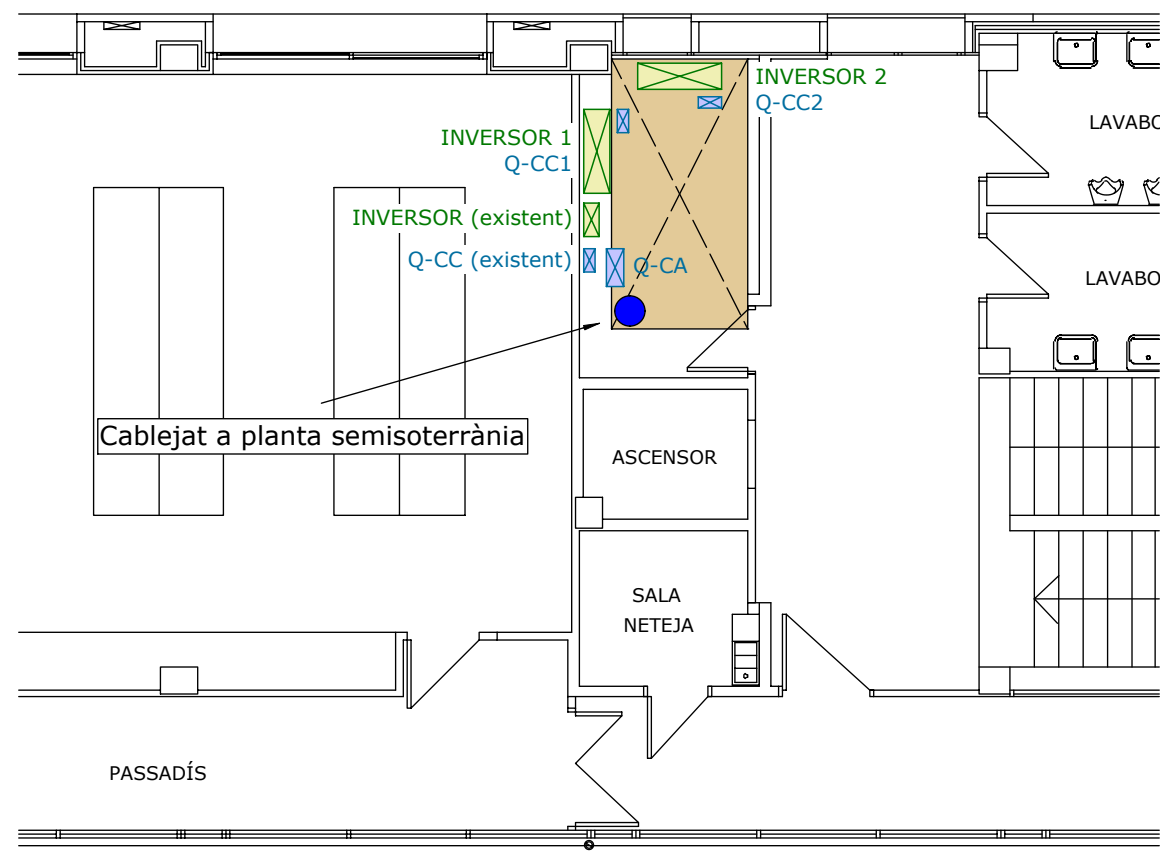 INVERSOR 2
Q-CC2
INVERSOR 1
Q-CC1
INVERSOR (existent)
Q-CC (existent)
Q-CA
LAVABO
LAVABO
Cablejat a planta semisoterrània
ASCENSOR
SALA
NETEJA
PASSADÍS